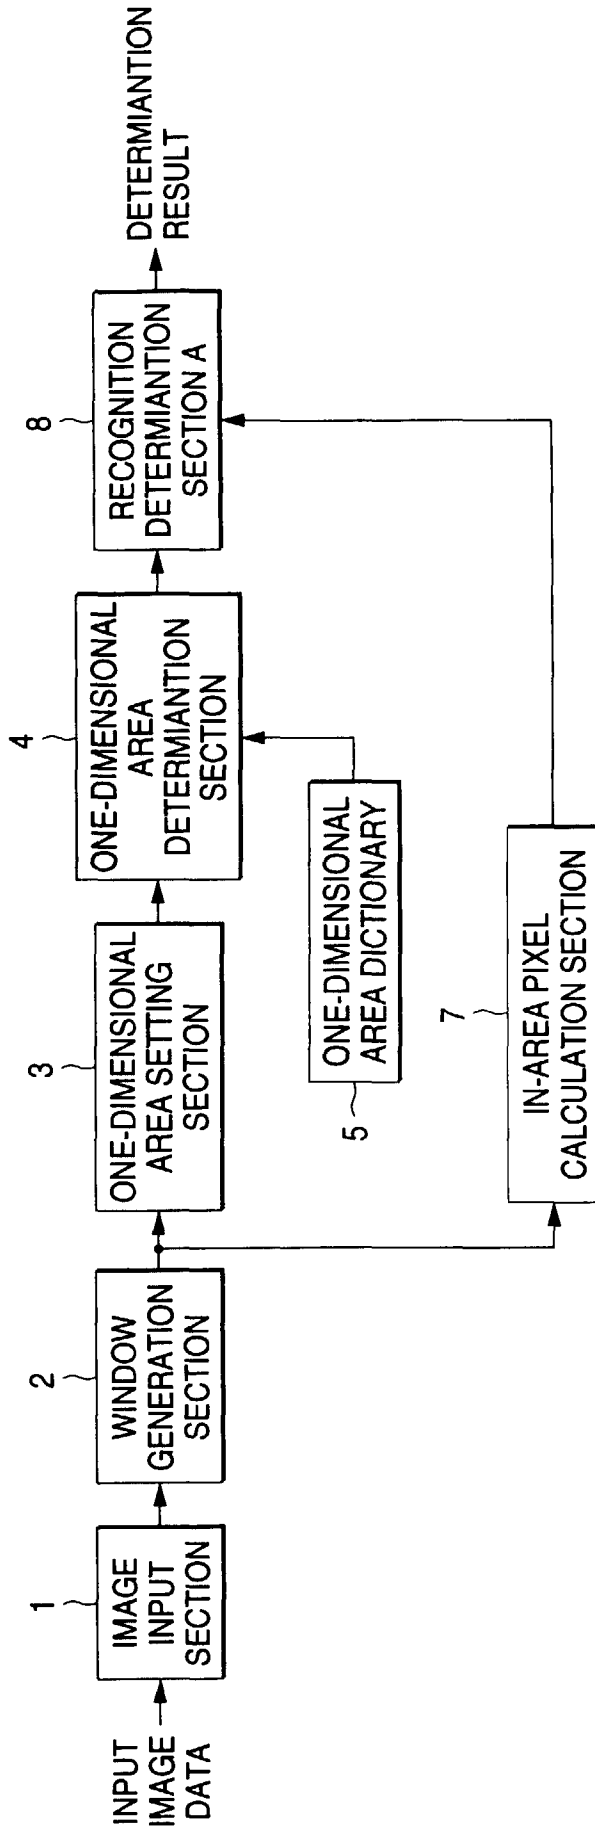 INPUT
IMAGE
DATA
1
IMAGE
INPUT
SECTION
2
WINDOW
GENERATION
SECTION
3
ONE-DIMENSIONAL
AREA SETTING
SECTION
4
ONE-DIMENSIONAL
AREA
DETERMIANTION
SECTION
8
RECOGNITION
DETERMIANTION
SECTION A
DETERMIANTION
RESULT
5
ONE-DIMENSIONAL
AREA DICTIONARY
7
IN-AREA PIXEL
CALCULATION SECTION